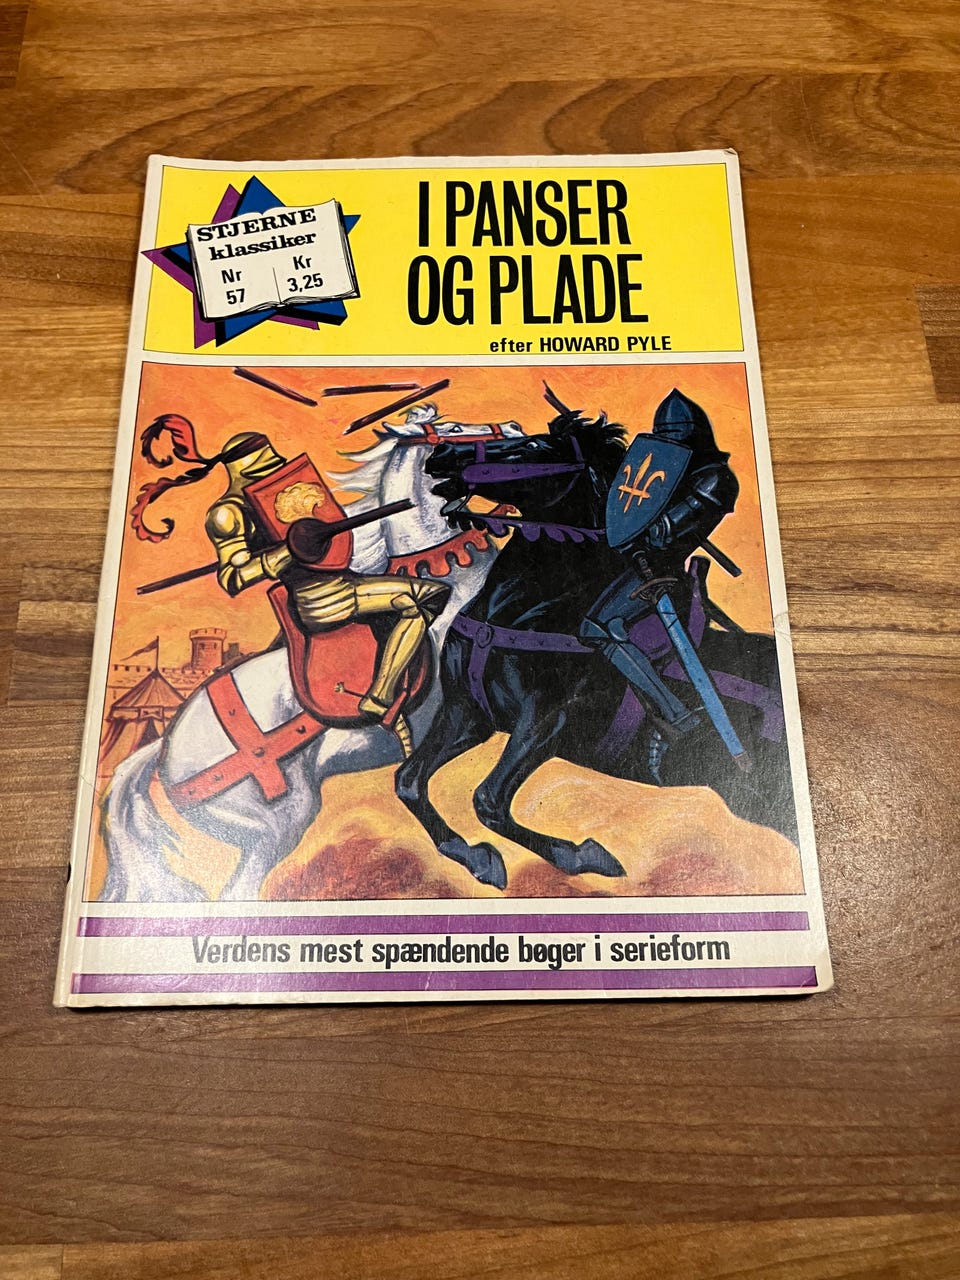 STJERNE
klassiker
Nr
57
Kr
3,25
I PANSER
OG PLADE
efter HOWARD PYLE
Verdens mest spændende bøger i serieform